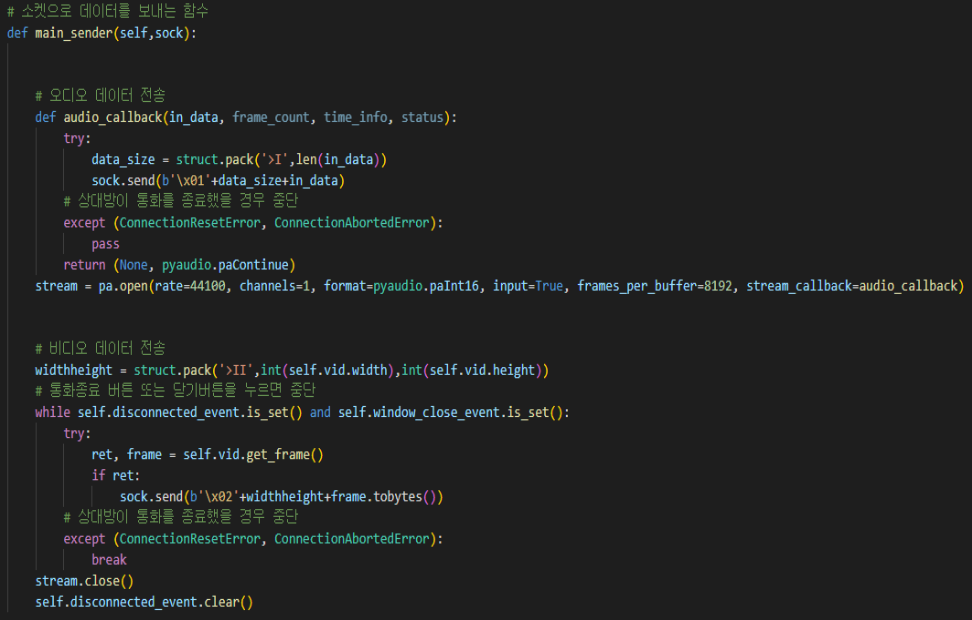 # 소켓으로 데이터를 보내는 함수
def main_sender(self,sock):
# 오디오 데이터 전송
def audio_callback(in_data, frame_count, time_info, status):
try:
data_size = struct.pack('>I',len(in_data))
sock.send(b'\x01'+data_size+in_data)
# 상대방이 통화를 종료했을 경우 중단
except (ConnectionResetError, ConnectionAbortedError):
pass
return (None, pyaudio.paContinue)
stream = pa.open(rate=44100, channels=1, format=pyaudio.paInt16, input=True, frames_per_buffer=8192, stream_callback=audio_callback)
# 비디오 데이터 전송
widthheight = struct.pack('>II',int(self.vid.width),int(self.vid.height))
# 통화종료 버튼 또는 닫기버튼을 누르면 중단
while self.disconnected_event.is_set() and self.window_close_event.is_set():
try:
ret, frame = self.vid.get_frame()
if ret:
sock.send(b'\x02'+widthheight+frame.tobytes())
# 상대방이 통화를 종료했을 경우 중단
except (ConnectionResetError, ConnectionAbortedError):
break
stream.close()
self.disconnected_event.clear()